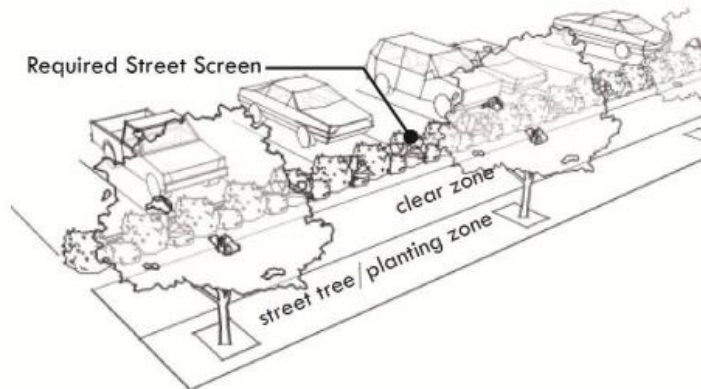 Required Street Screen
clear zone
street tree/planting zone